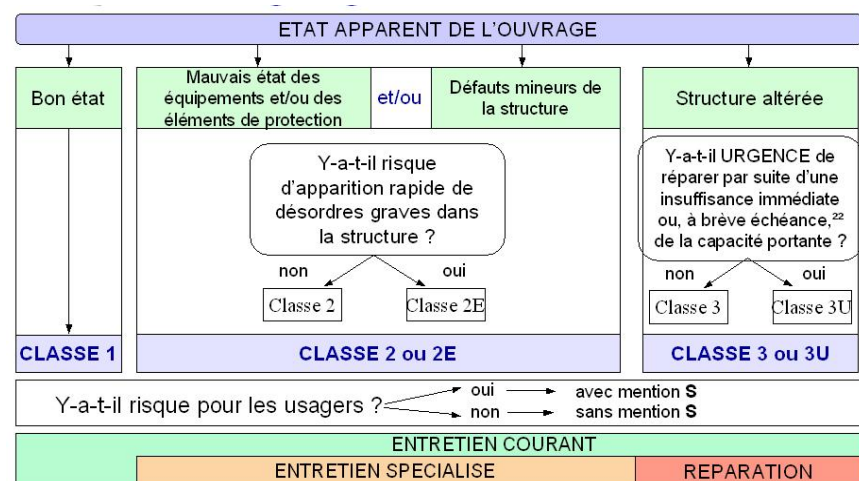 ETAT APPARENT DE L'OUVRAGE
Bon état
Mauvais état des
équipements et/ou des
éléments de protection
et/ou
Défauts mineurs de
la structure
Structure altérée
Y-a-t-il risque
d'apparition rapide de
désordres graves dans
la structure ?
non
oui
Classe 2
Classe 2E
Y-a-t-il URGENCE de
réparer par suite d'une
insuffisance immédiate
ou, à brève échéance,²²
de la capacité portante ?
non
oui
Classe 3
Classe 3U
CLASSE 1
CLASSE 2 ou 2E
CLASSE 3 ou 3U
Y-a-t-il risque pour les usagers ?
oui
avec mention S
non
sans mention S
ENTRETIEN COURANT
ENTRETIEN SPECIALISE
REPARATION